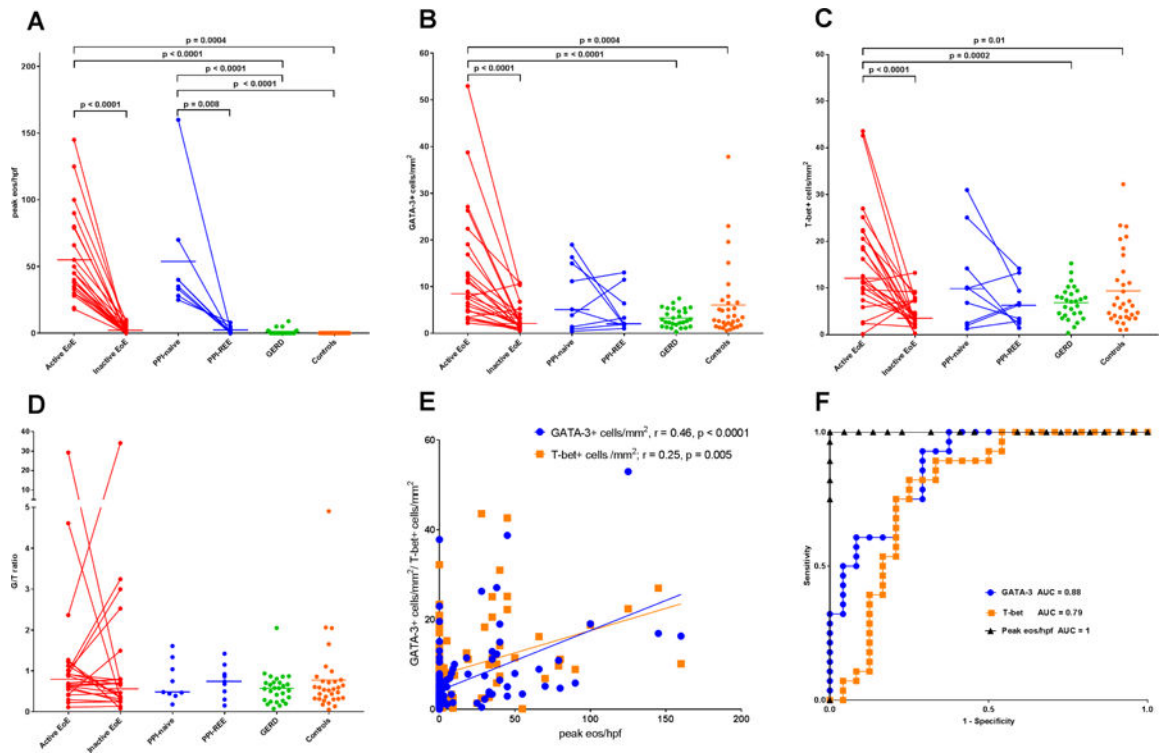 A
p = 0.0004
p < 0.0001
p < 0.0001
p < 0.0001
p < 0.0001
p = 0.008
peak eos/hpf
200
150
100
50
0
Active EoE
Inactive EoE
PPI-naive
PPI-REE
GERD
Controls
B
p = 0.0004
p = < 0.0001
p < 0.0001
GATA-3+ cells/mm²
60
50
40
30
20
10
0
Active EoE
Inactive EoE
PPI-naive
PPI-REE
GERD
Controls
C
p = 0.01
p = 0.0002
p < 0.0001
T-bet+ cells/mm²
60
50
40
30
20
10
0
Active EoE
Inactive EoE
PPI-naive
PPI-REE
GERD
Controls
D
G/T ratio
40
35
30
25
20
15
10
5
5
4
3
2
1
0
Active EoE
Inactive EoE
PPI-naive
PPI-REE
GERD
Controls
E
GATA-3+ cells/mm², r = 0.46, p < 0.0001
T-bet+ cells /mm²; r = 0.25, p = 0.005
GATA-3+ cells/mm²/ T-bet+ cells/mm²
60
40
20
0
0
50
100
150
200
peak eos/hpf
F
Sensitivity
1.0
0.5
0.0
0.0
0.5
1.0
1 - Specificity
GATA-3 AUC = 0.88
T-bet AUC = 0.79
Peak eos/hpf AUC = 1